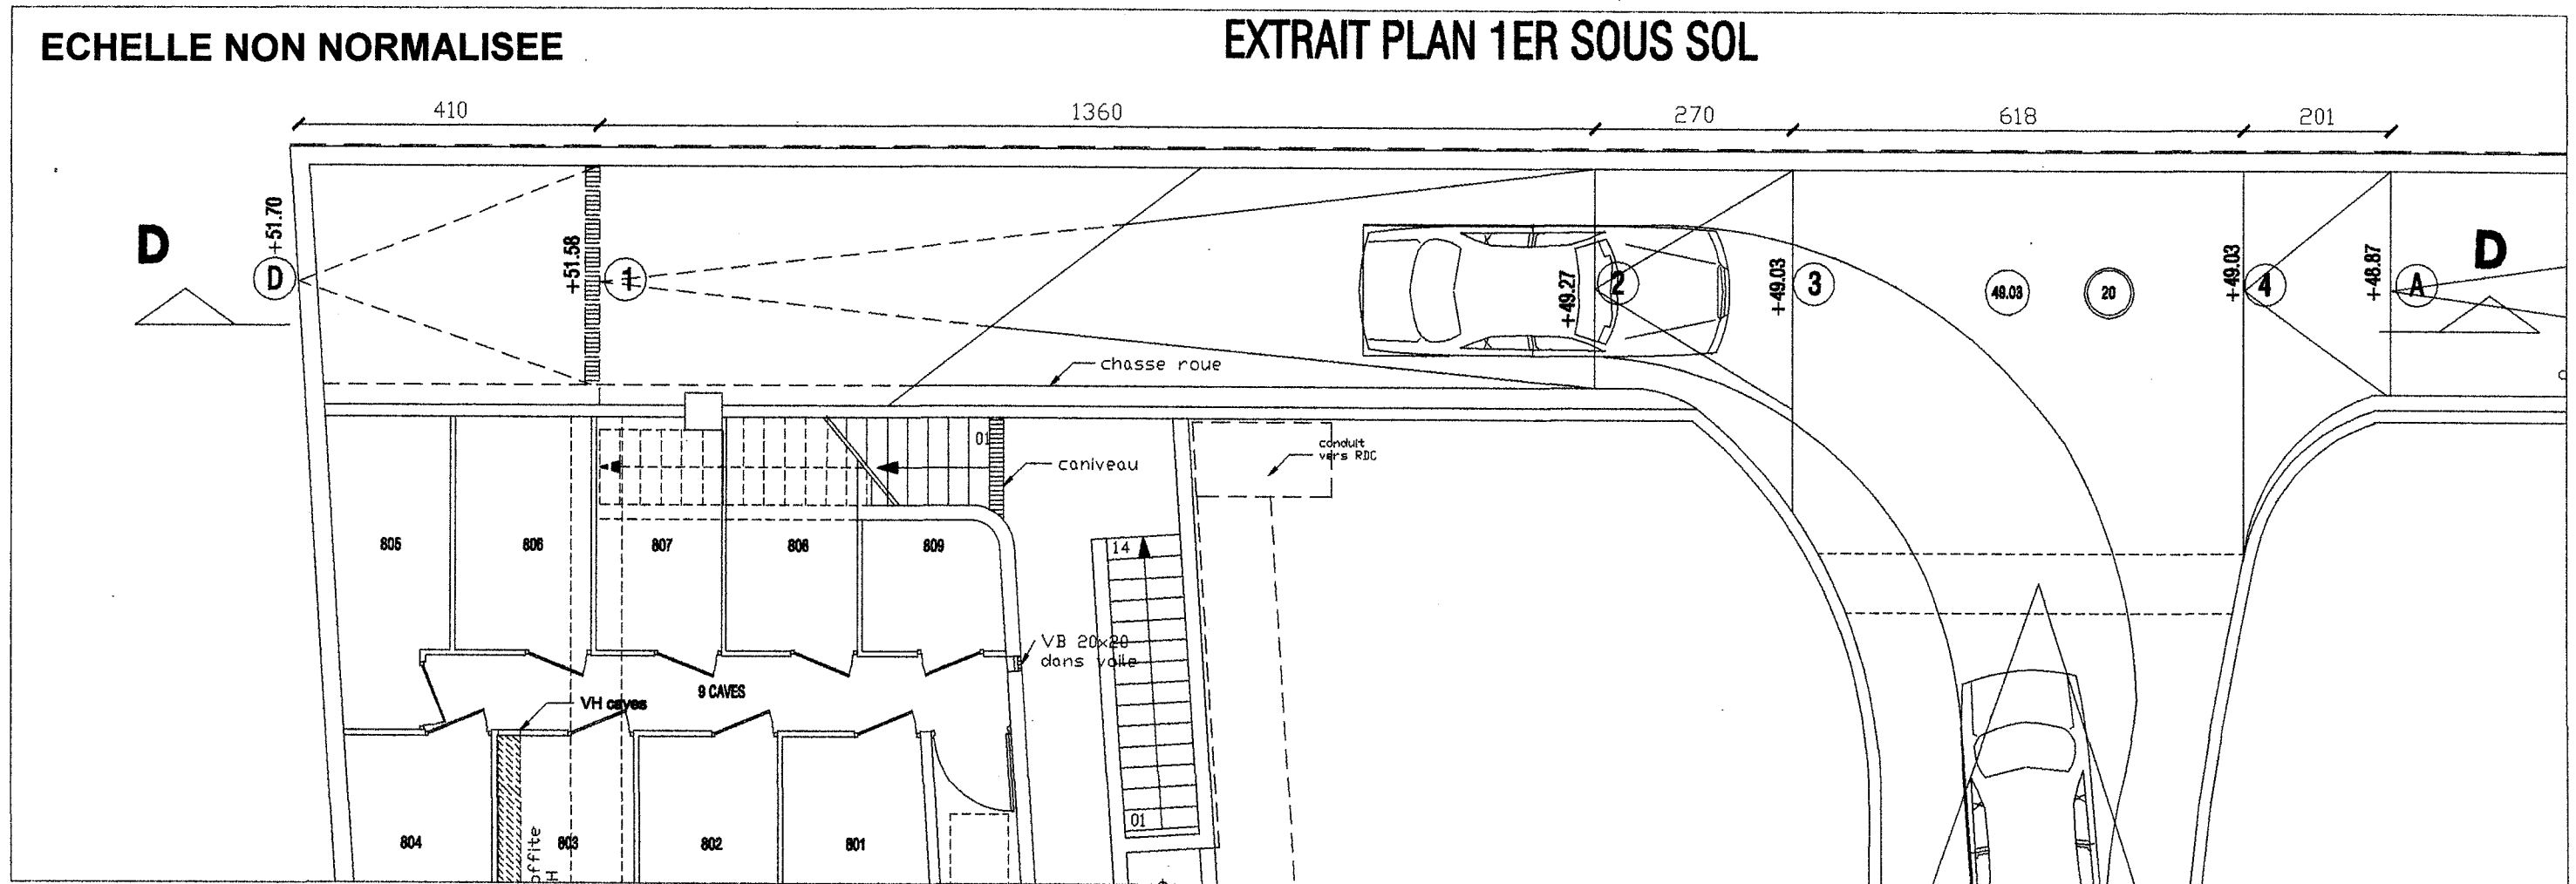 ECHELLE NON NORMALISEE
EXTRAIT PLAN 1ER SOUS SOL
410
1360
270
618
201
D
+51.70
D
+51.58
1
+49.27
2
+49.03
3
49.03
20
+49.03
4
+48.87
A
D
chasse roue
01
caniveau
conduit
vers RDC
805
806
807
808
809
14
VB 20x20
dans voile
9 CAVES
VH caves
01
804
803
802
801
offite
H